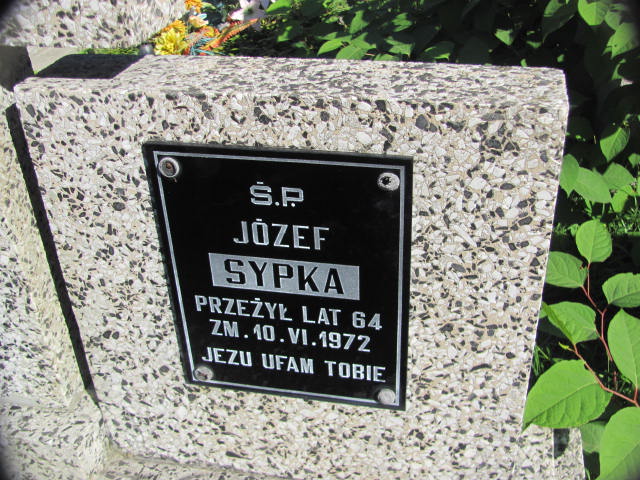 Ś.P.
JÓZEF
SYPKA
PRZEŻYŁ LAT 64
ZM. 10.VI.1972
JEZU UFAM TOBIE